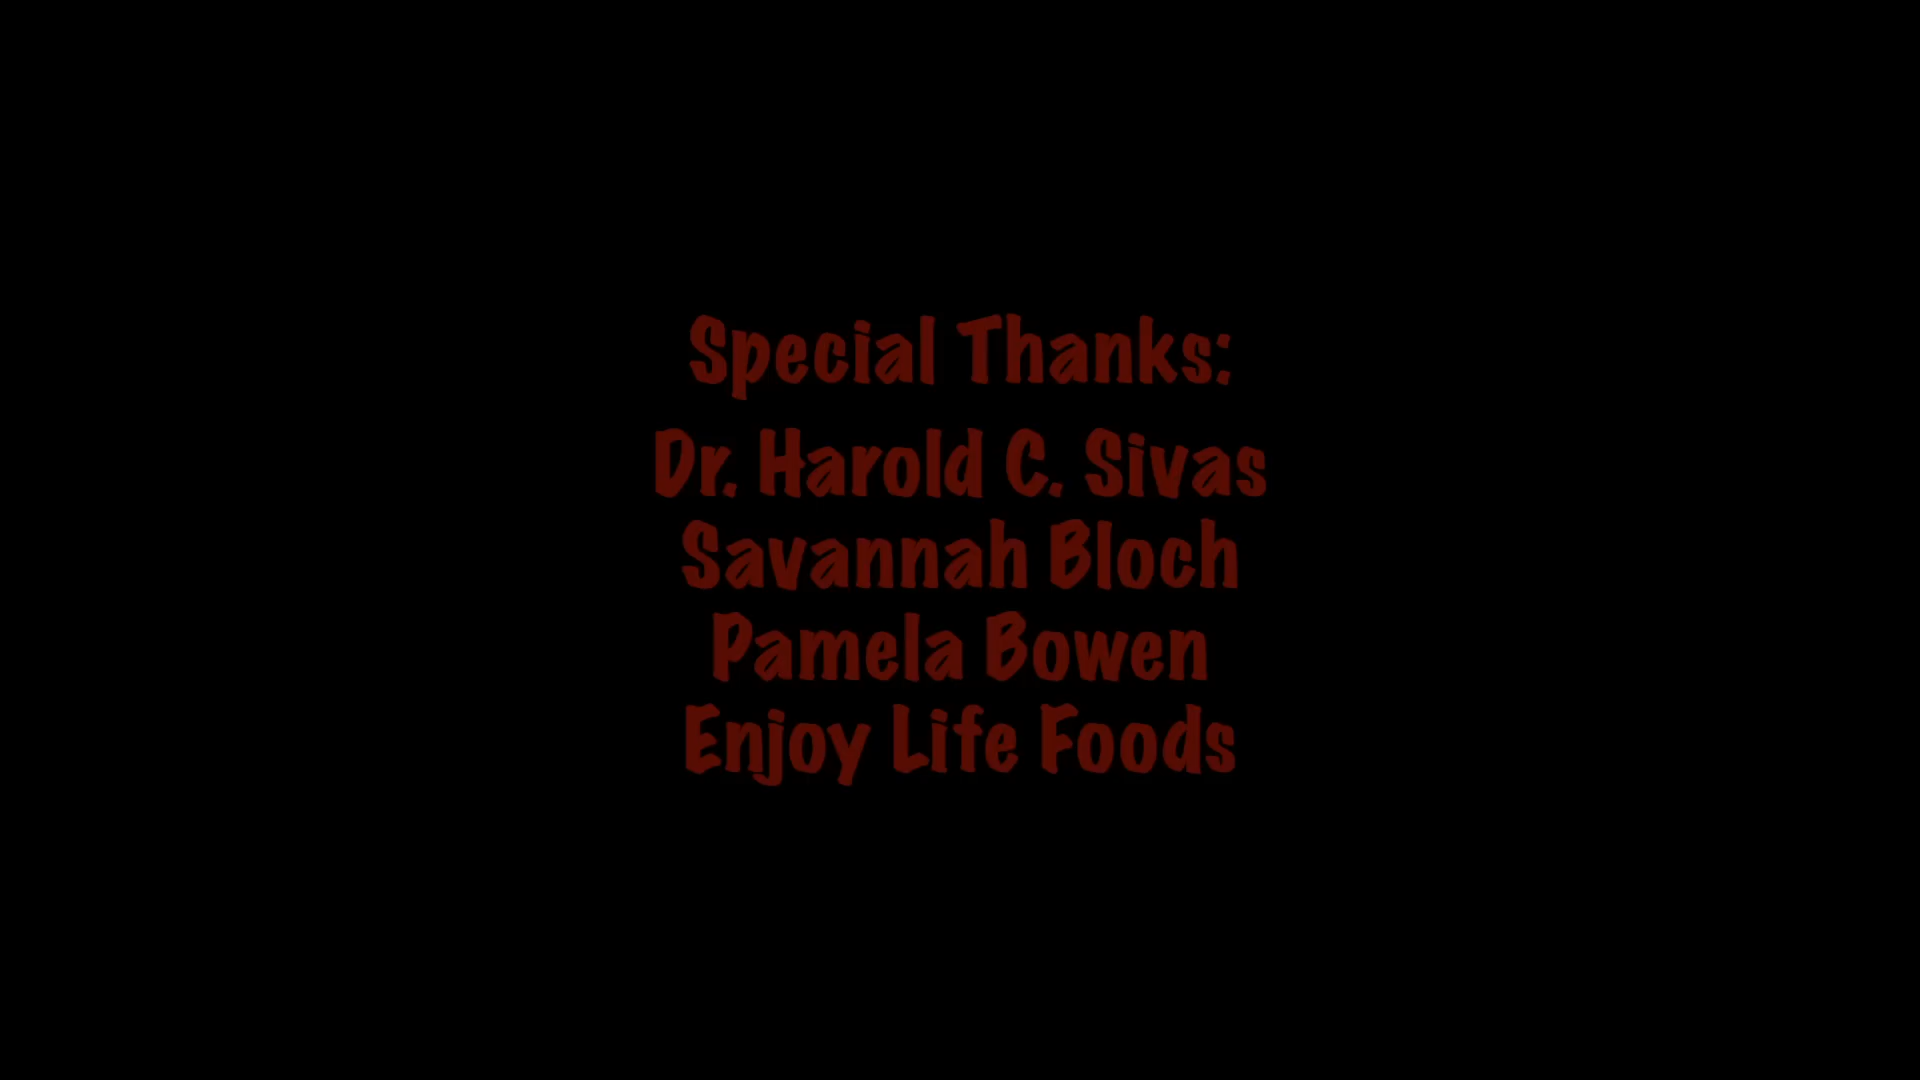 Special Thanks:
Dr. Harold C. Sivas
Savannah Bloch
Pamela Bowen
Enjoy Life Foods